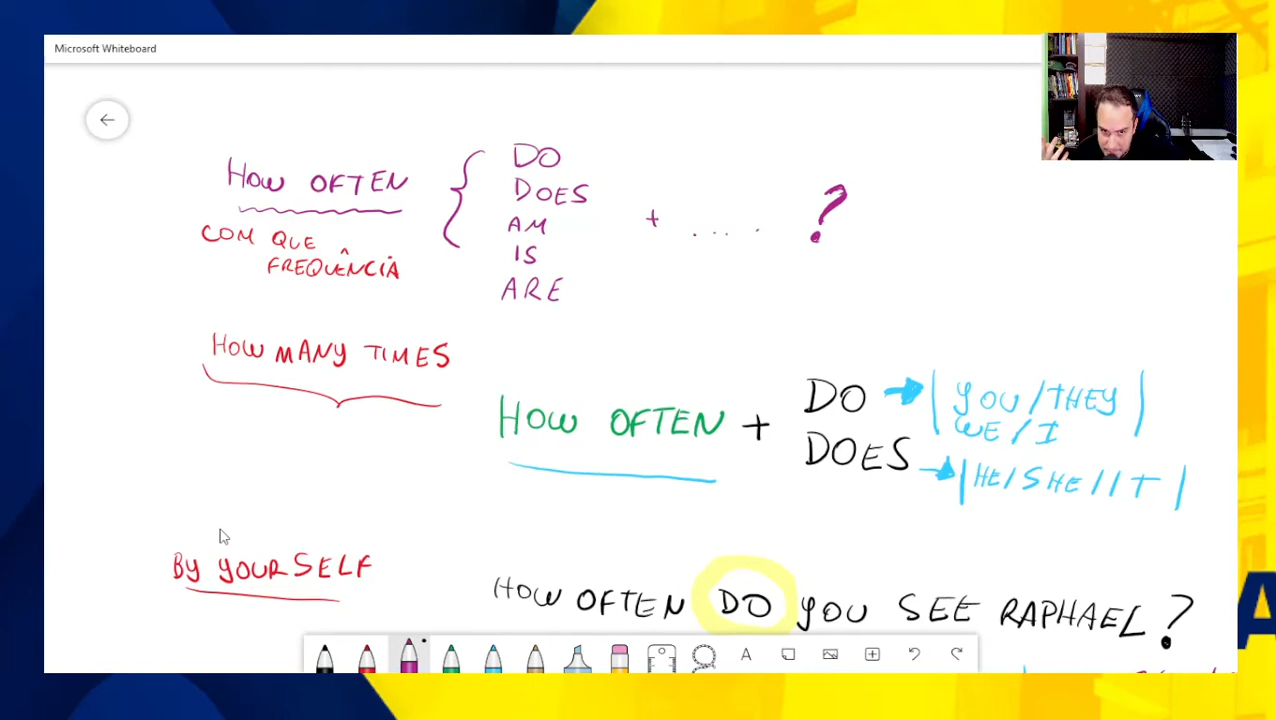 Microsoft Whiteboard
HOW OFTEN
COM QUE
FREQUÊNCIA
DO
DOES
AM
IS
ARE
+ .... ?
HOW MANY TIMES
HOW OFTEN +
DO
DOES
YOU/THEY
WE/I
HE/SHE/IT
BY YOURSELF
HOW OFTEN DO YOU SEE RAPHAEL?
A
A